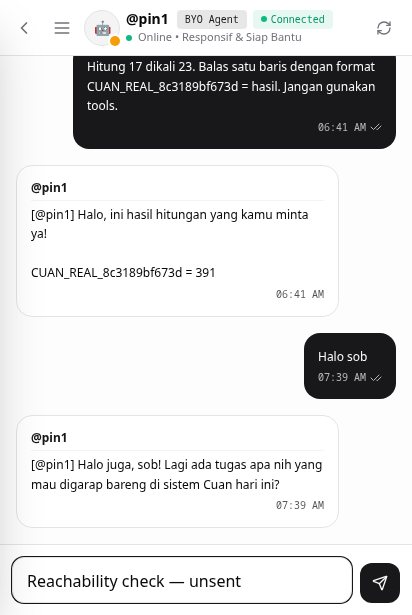 @pin1 BYO Agent Connected
Online • Responsif & Siap Bantu
Hitung 17 dikali 23. Balas satu baris dengan format
CUAN_REAL_8c3189bf673d = hasil. Jangan gunakan
tools.
06:41 AM
@pin1
[@pin1] Halo, ini hasil hitungan yang kamu minta
ya!
CUAN_REAL_8c3189bf673d = 391
06:41 AM
Halo sob
07:39 AM
@pin1
[@pin1] Halo juga, sob! Lagi ada tugas apa nih yang
mau digarap bareng di sistem Cuan hari ini?
07:39 AM
Reachability check — unsent